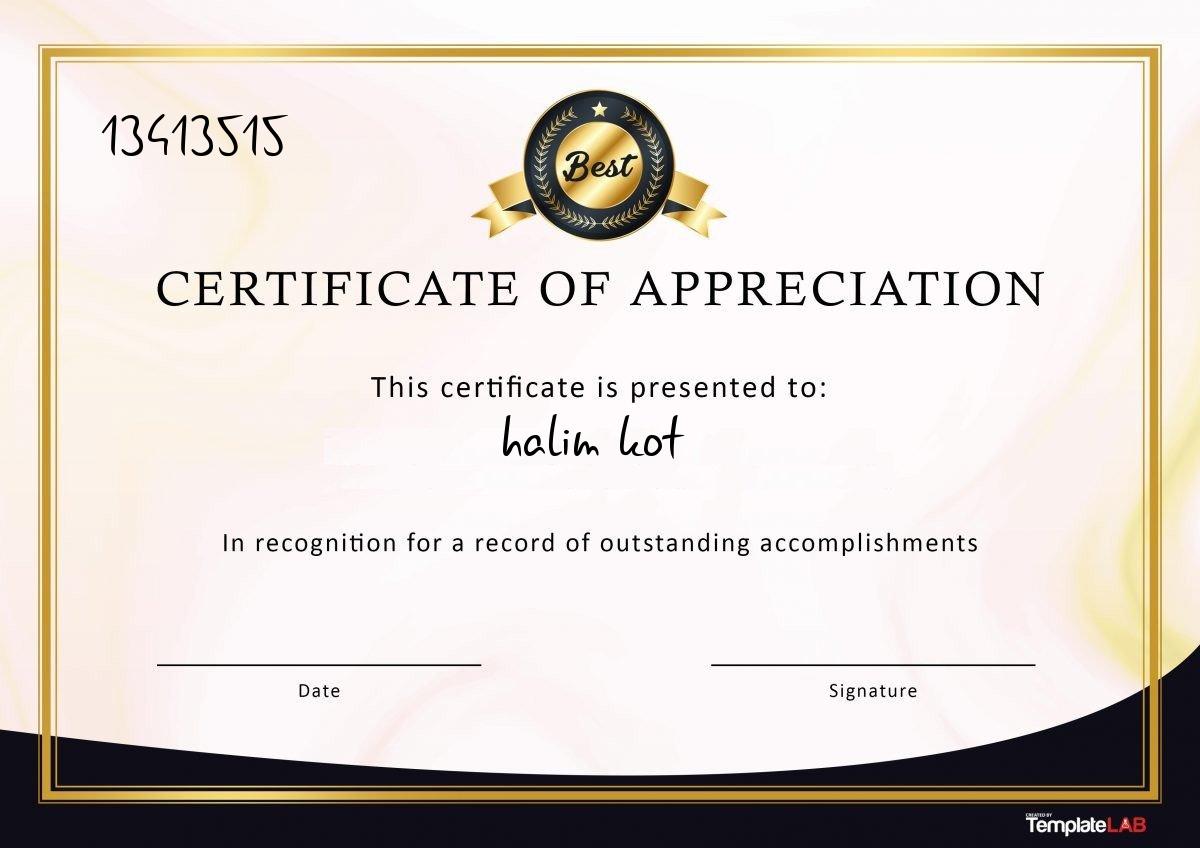 13413515
Best
CERTIFICATE OF APPRECIATION
This certificate is presented to:
halim kot
In recognition for a record of outstanding accomplishments
Date Signature
CREATED BY
TemplateLAB